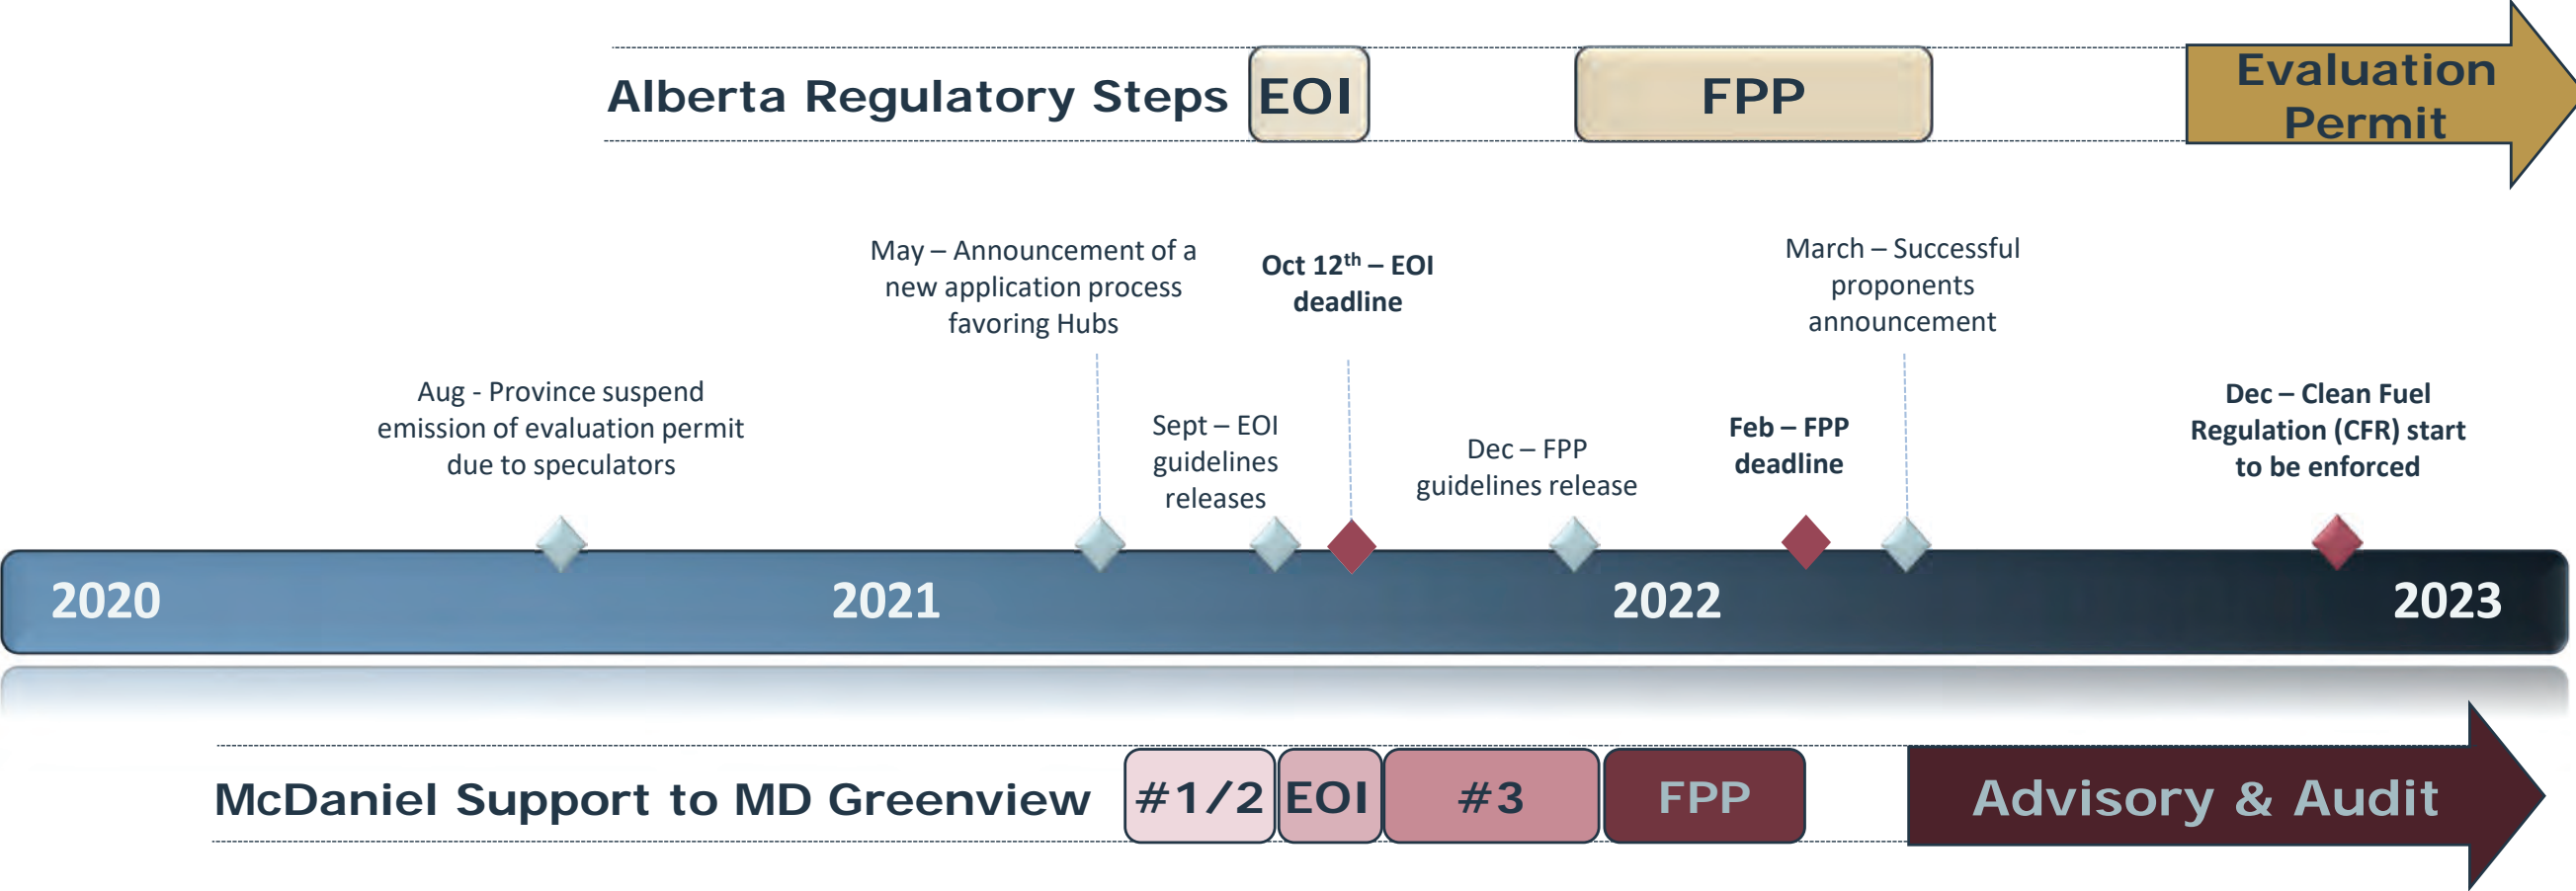 Alberta Regulatory Steps
EOI
FPP
Evaluation
Permit
May – Announcement of a
new application process
favoring Hubs
Oct 12th – EOI
deadline
March – Successful
proponents
announcement
Aug - Province suspend
emission of evaluation permit
due to speculators
Sept – EOI
guidelines
releases
Dec – FPP
guidelines release
Feb – FPP
deadline
Dec – Clean Fuel
Regulation (CFR) start
to be enforced
2020
2021
2022
2023
McDaniel Support to MD Greenview
#1/2
EOI
#3
FPP
Advisory & Audit